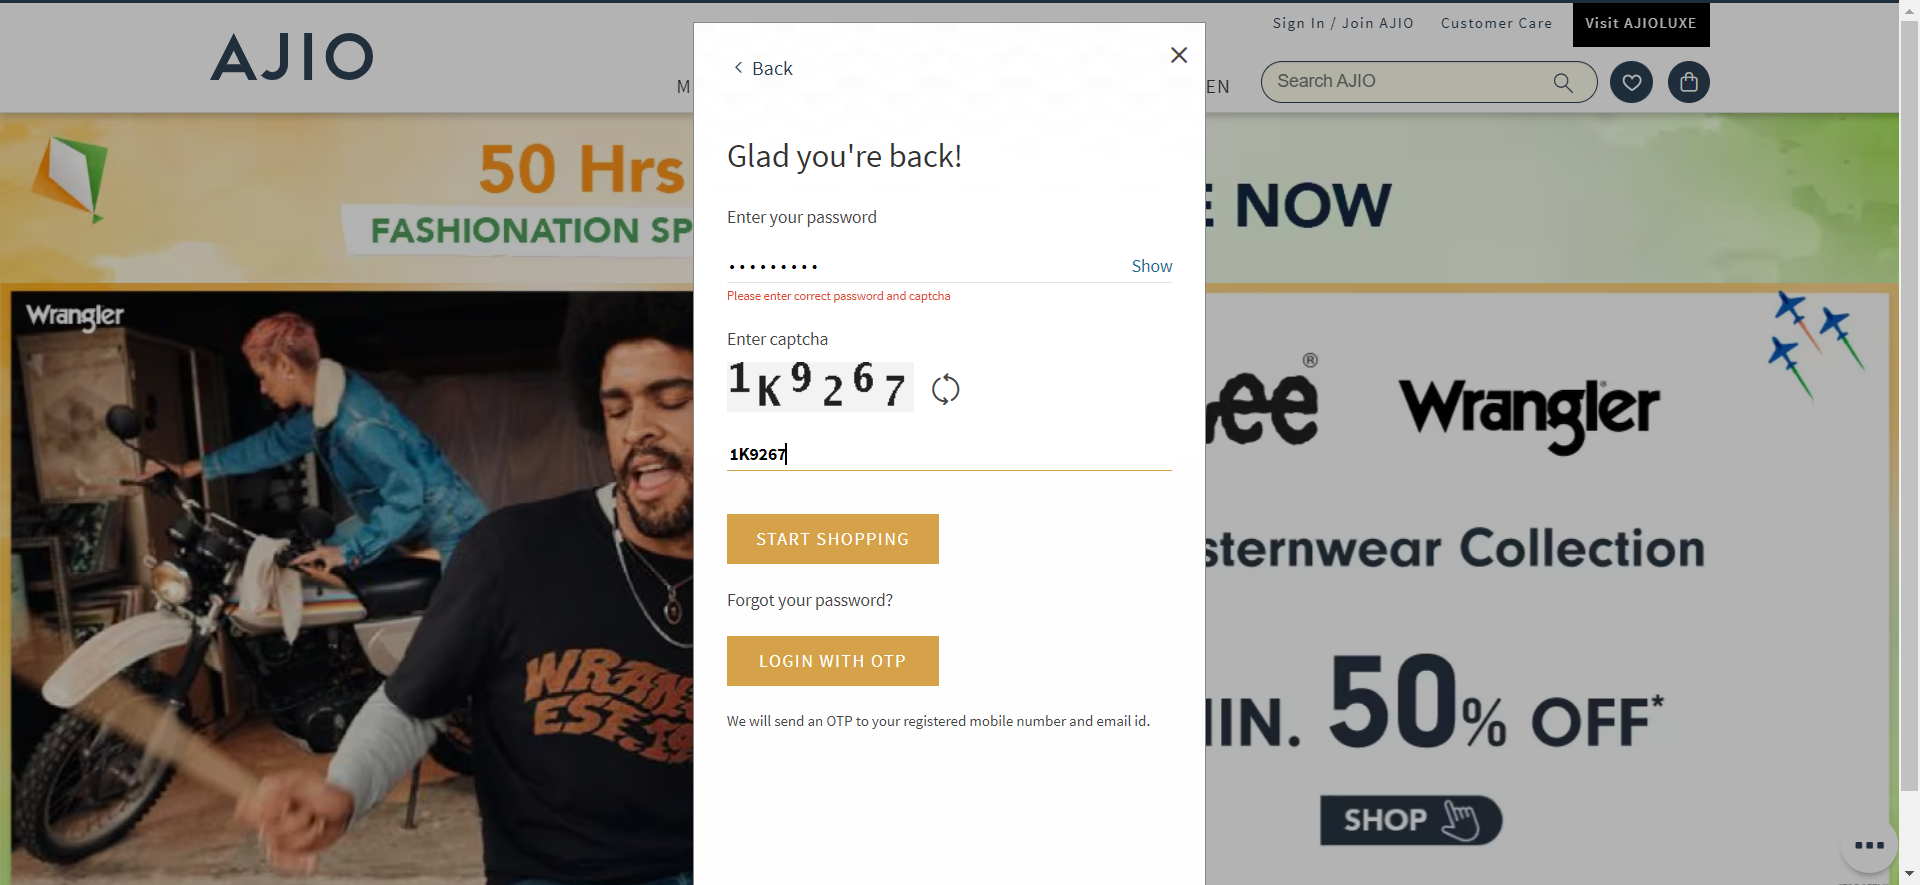 Sign In / Join AJIO
Customer Care
Visit AJIOLUXE
AJIO
M
EN
Search AJIO
Back
50 Hrs
FASHIONATION SP
E NOW
Glad you're back!
Enter your password
•••••••••
Show
Please enter correct password and captcha
Enter captcha
1K9267
1K9267
START SHOPPING
Forgot your password?
LOGIN WITH OTP
We will send an OTP to your registered mobile number and email id.
Wrangler
WRAN
EST.19
ee ®
Wrangler
sternwear Collection
IN. 50% OFF*
SHOP